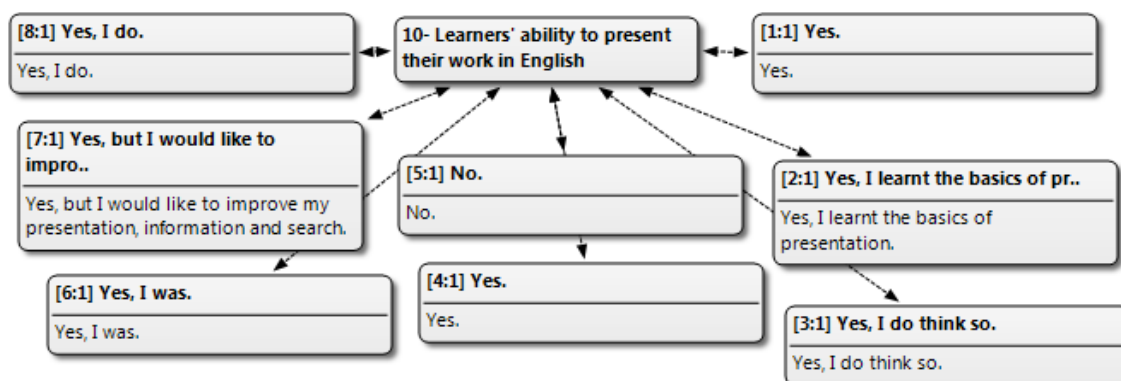 [8:1] Yes, I do.
Yes, I do.
10- Learners' ability to present
their work in English
[1:1] Yes.
Yes.
[7:1] Yes, but I would like to
impro..
Yes, but I would like to improve my
presentation, information and search.
[5:1] No.
No.
[2:1] Yes, I learnt the basics of pr..
Yes, I learnt the basics of
presentation.
[6:1] Yes, I was.
Yes, I was.
[4:1] Yes.
Yes.
[3:1] Yes, I do think so.
Yes, I do think so.